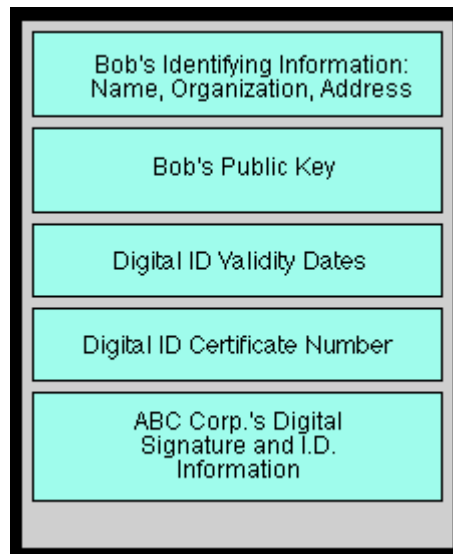 Bob's Identifying Information:
Name, Organization, Address
Bob's Public Key
Digital ID Validity Dates
Digital ID Certificate Number
ABC Corp.'s Digital
Signature and I.D.
Information